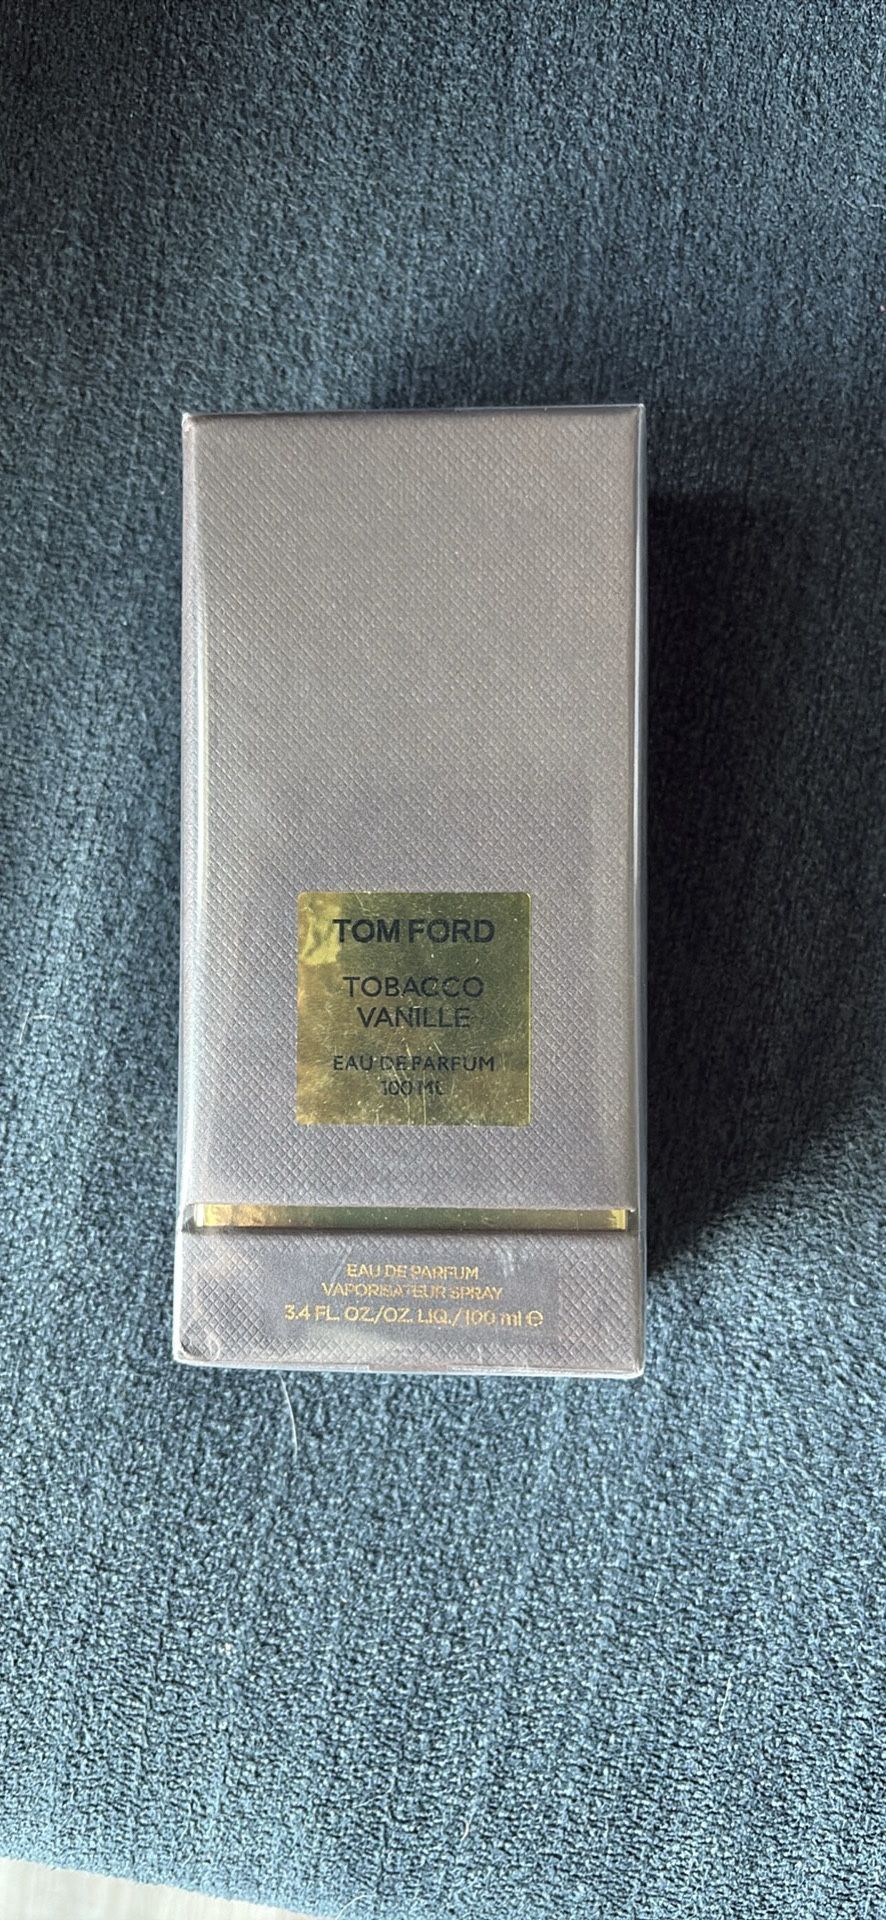 TOM FORD
TOBACCO
VANILLE
EAU DE PARFUM
100 ML
EAU DE PARFUM
VAPORISATEUR SPRAY
3.4 FL. OZ./OZ. LIQ./100 ml ℮